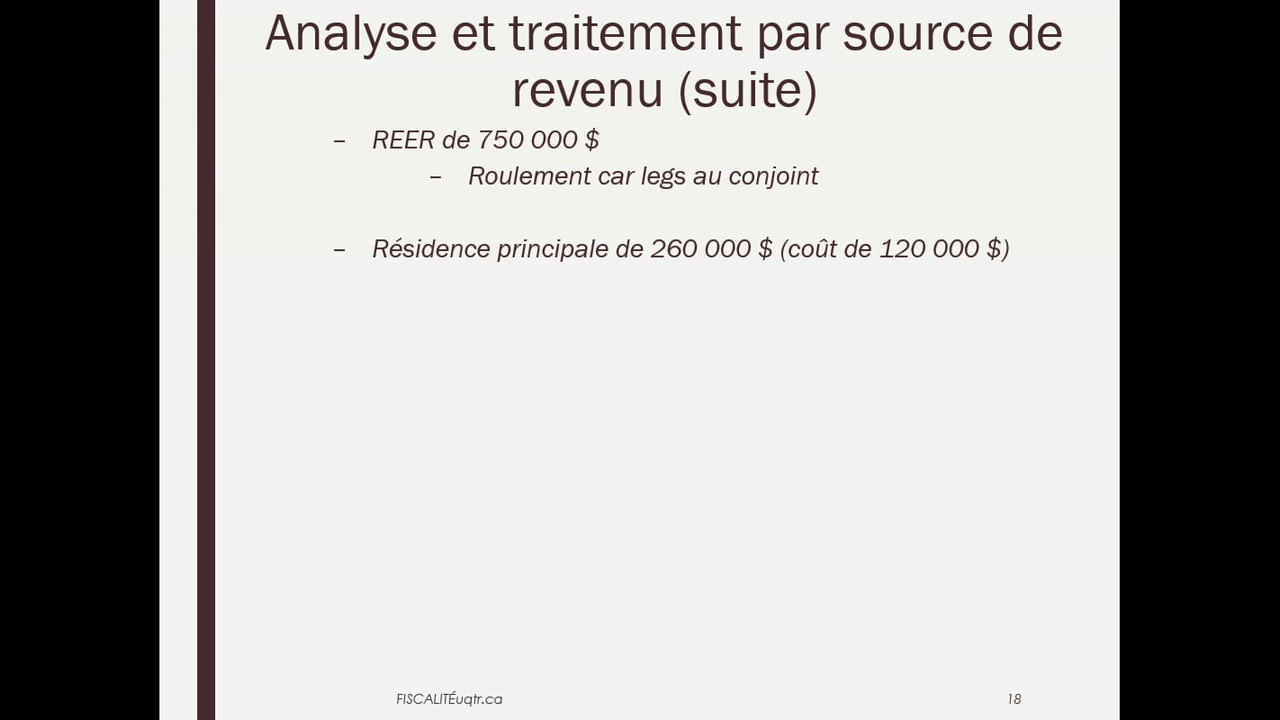 Analyse et traitement par source de
revenu (suite)
– REER de 750 000 $
– Roulement car legs au conjoint
– Résidence principale de 260 000 $ (coût de 120 000 $)
FISCALITÉuqtr.ca
18